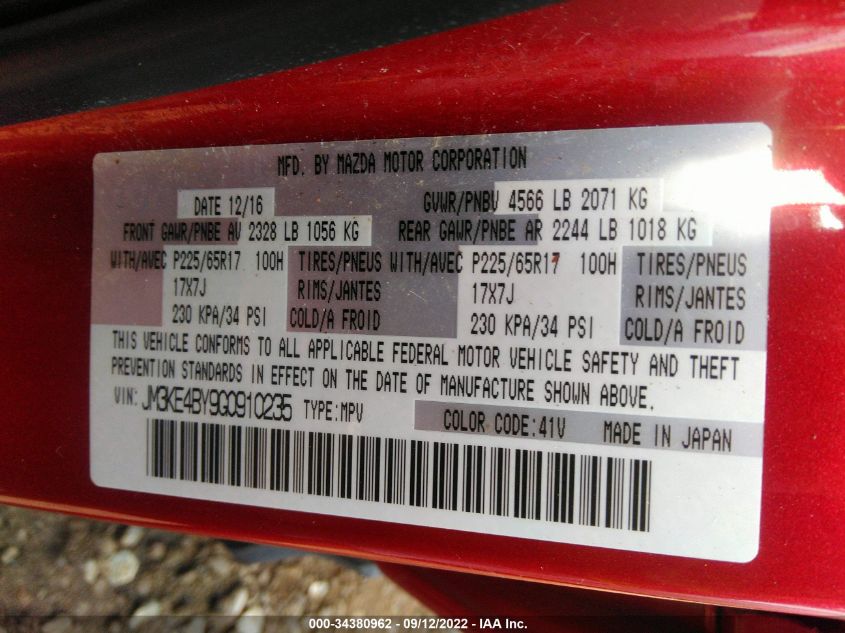 MFD. BY MAZDA MOTOR CORPORATION
DATE 12/16 GVWR/PNBV 4566 LB 2071 KG
FRONT GAWR/PNBE AV 2328 LB 1056 KG REAR GAWR/PNBE AR 2244 LB 1018 KG
WITH/AVEC P225/65R17 100H TIRES/PNEUS WITH/AVEC P225/65R17 100H TIRES/PNEUS
17X7J RIMS/JANTES 17X7J RIMS/JANTES
230 KPA/34 PSI COLD/A FROID 230 KPA/34 PSI COLD/A FROID
THIS VEHICLE CONFORMS TO ALL APPLICABLE FEDERAL MOTOR VEHICLE SAFETY AND THEFT
PREVENTION STANDARDS IN EFFECT ON THE DATE OF MANUFACTURE SHOWN ABOVE.
VIN: JM3KE4BY9G0910235 TYPE:MPV COLOR CODE:41V MADE IN JAPAN
000-34380962 - 09/12/2022 - IAA Inc.